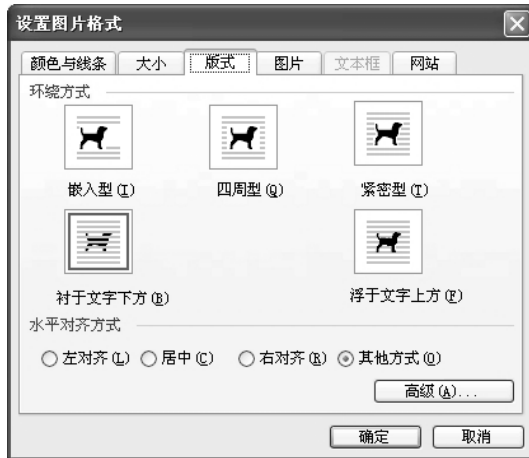 设置图片格式
颜色与线条 大小 版式 图片 文本框 网站
环绕方式
嵌入型(I) 四周型(Q) 紧密型(T)
衬于文字下方(B) 浮于文字上方(F)
水平对齐方式
左对齐(L) 居中(C) 右对齐(R) 其他方式(O)
高级(A)...
确定 取消